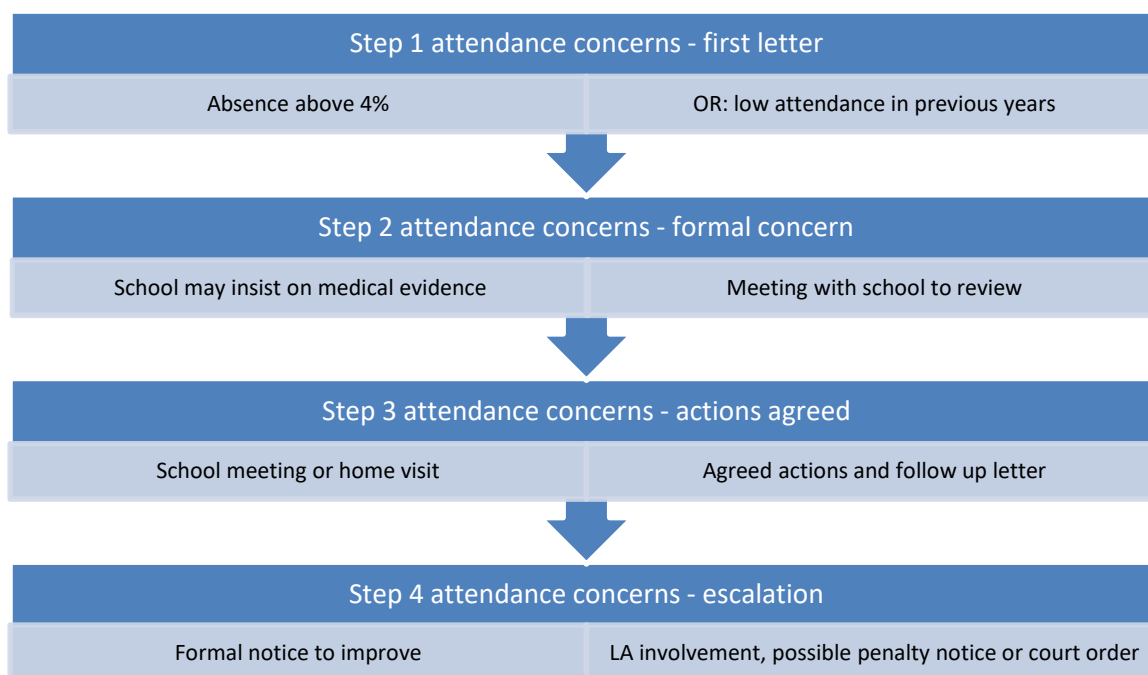 Step 1 attendance concerns - first letter
Absence above 4%
OR: low attendance in previous years
Step 2 attendance concerns - formal concern
School may insist on medical evidence
Meeting with school to review
Step 3 attendance concerns - actions agreed
School meeting or home visit
Agreed actions and follow up letter
Step 4 attendance concerns - escalation
Formal notice to improve
LA involvement, possible penalty notice or court order